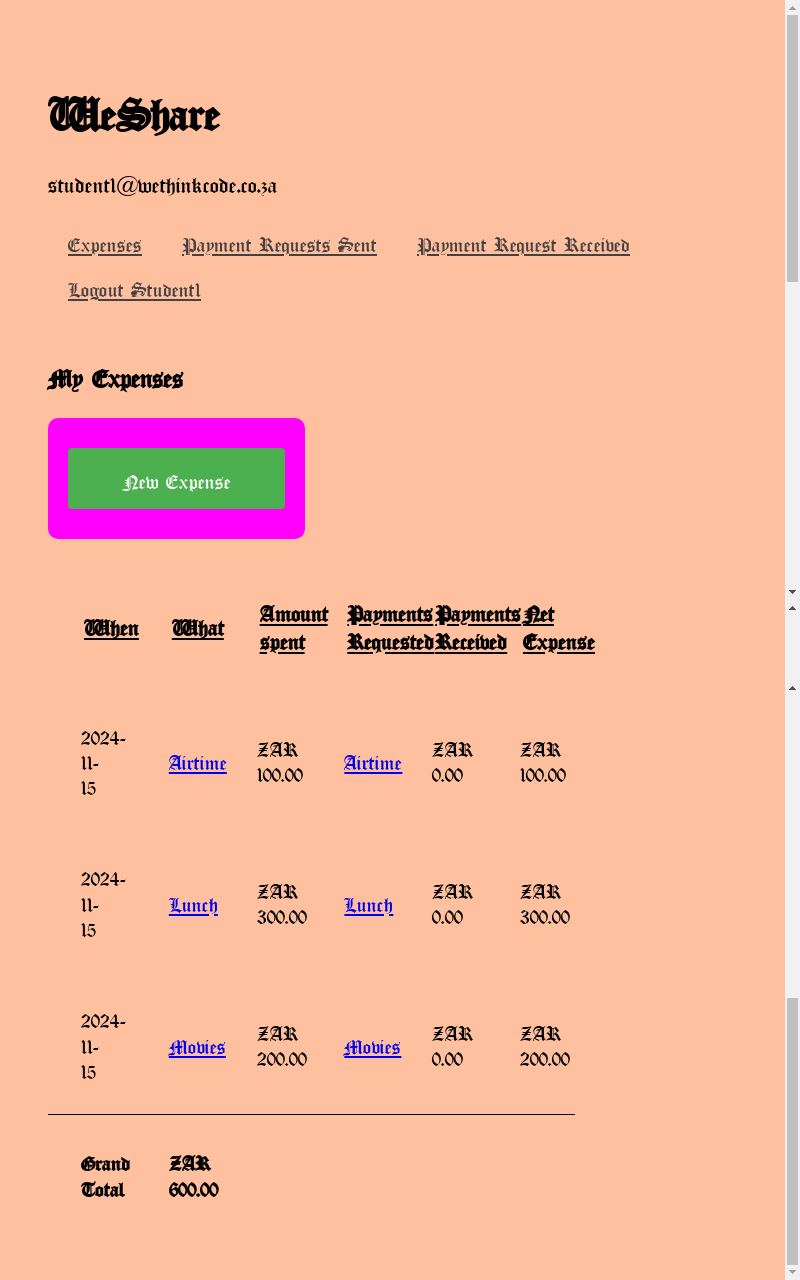 WeShare
student1@wethinkcode.co.za
Expenses Payment Requests Sent Payment Request Received
Logout Student1
My Expenses
New Expense
When What Amount spent Payments Requested Payments Received Net Expense
2024-11-15 Airtime ZAR 100.00 Airtime ZAR 0.00 ZAR 100.00
2024-11-15 Lunch ZAR 300.00 Lunch ZAR 0.00 ZAR 300.00
2024-11-15 Movies ZAR 200.00 Movies ZAR 0.00 ZAR 200.00
Grand Total ZAR 600.00